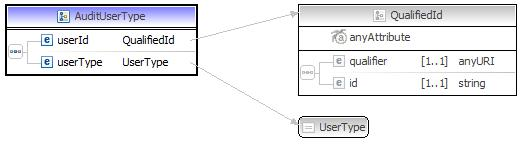 AuditUserType
e userId QualifiedId
e userType UserType
QualifiedId
@ anyAttribute
e qualifier [1..1] anyURI
e id [1..1] string
UserType